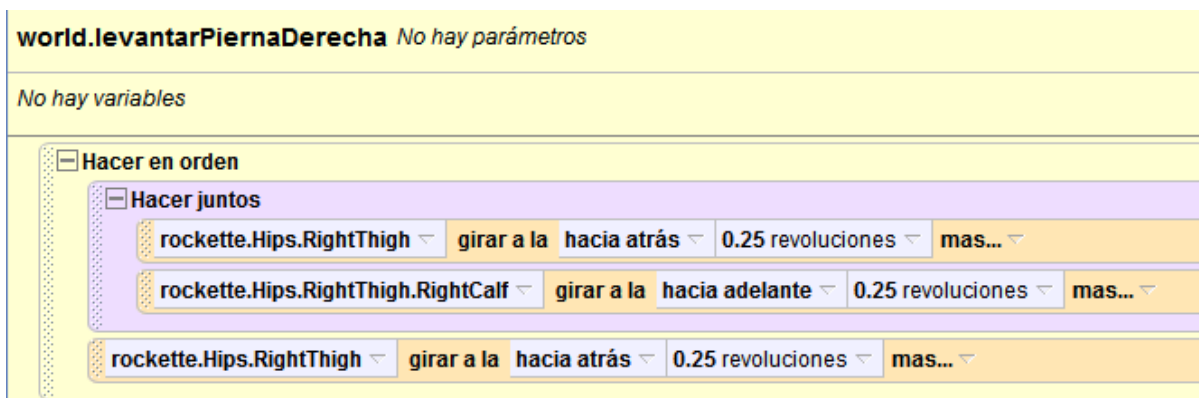 world.levantarPiernaDerecha No hay parámetros
No hay variables
Hacer en orden
Hacer juntos
rockette.Hips.RightThigh girar a la hacia atrás 0.25 revoluciones mas...
rockette.Hips.RightThigh.RightCalf girar a la hacia adelante 0.25 revoluciones mas...
rockette.Hips.RightThigh girar a la hacia atrás 0.25 revoluciones mas...